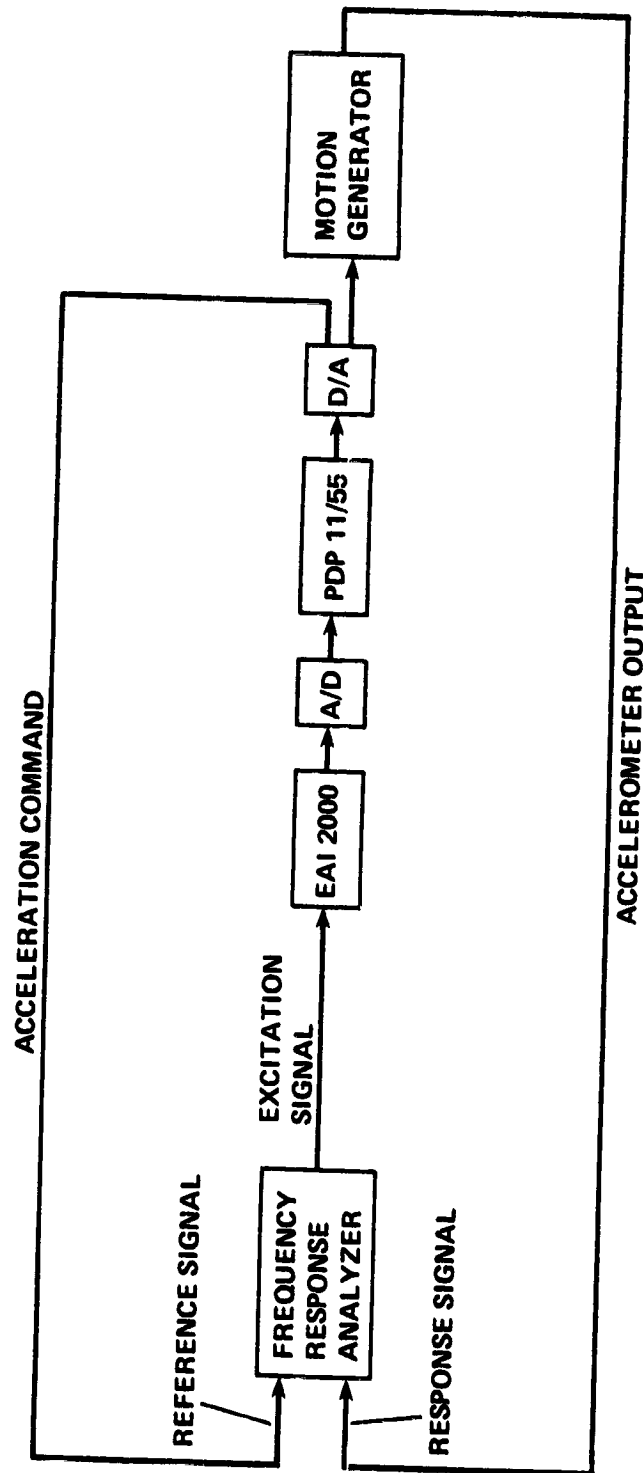 ACCELERATION COMMAND
REFERENCE SIGNAL
FREQUENCY
RESPONSE
ANALYZER
RESPONSE SIGNAL
EXCITATION
SIGNAL
EAI 2000
A/D
PDP 11/55
D/A
MOTION
GENERATOR
ACCELEROMETER OUTPUT